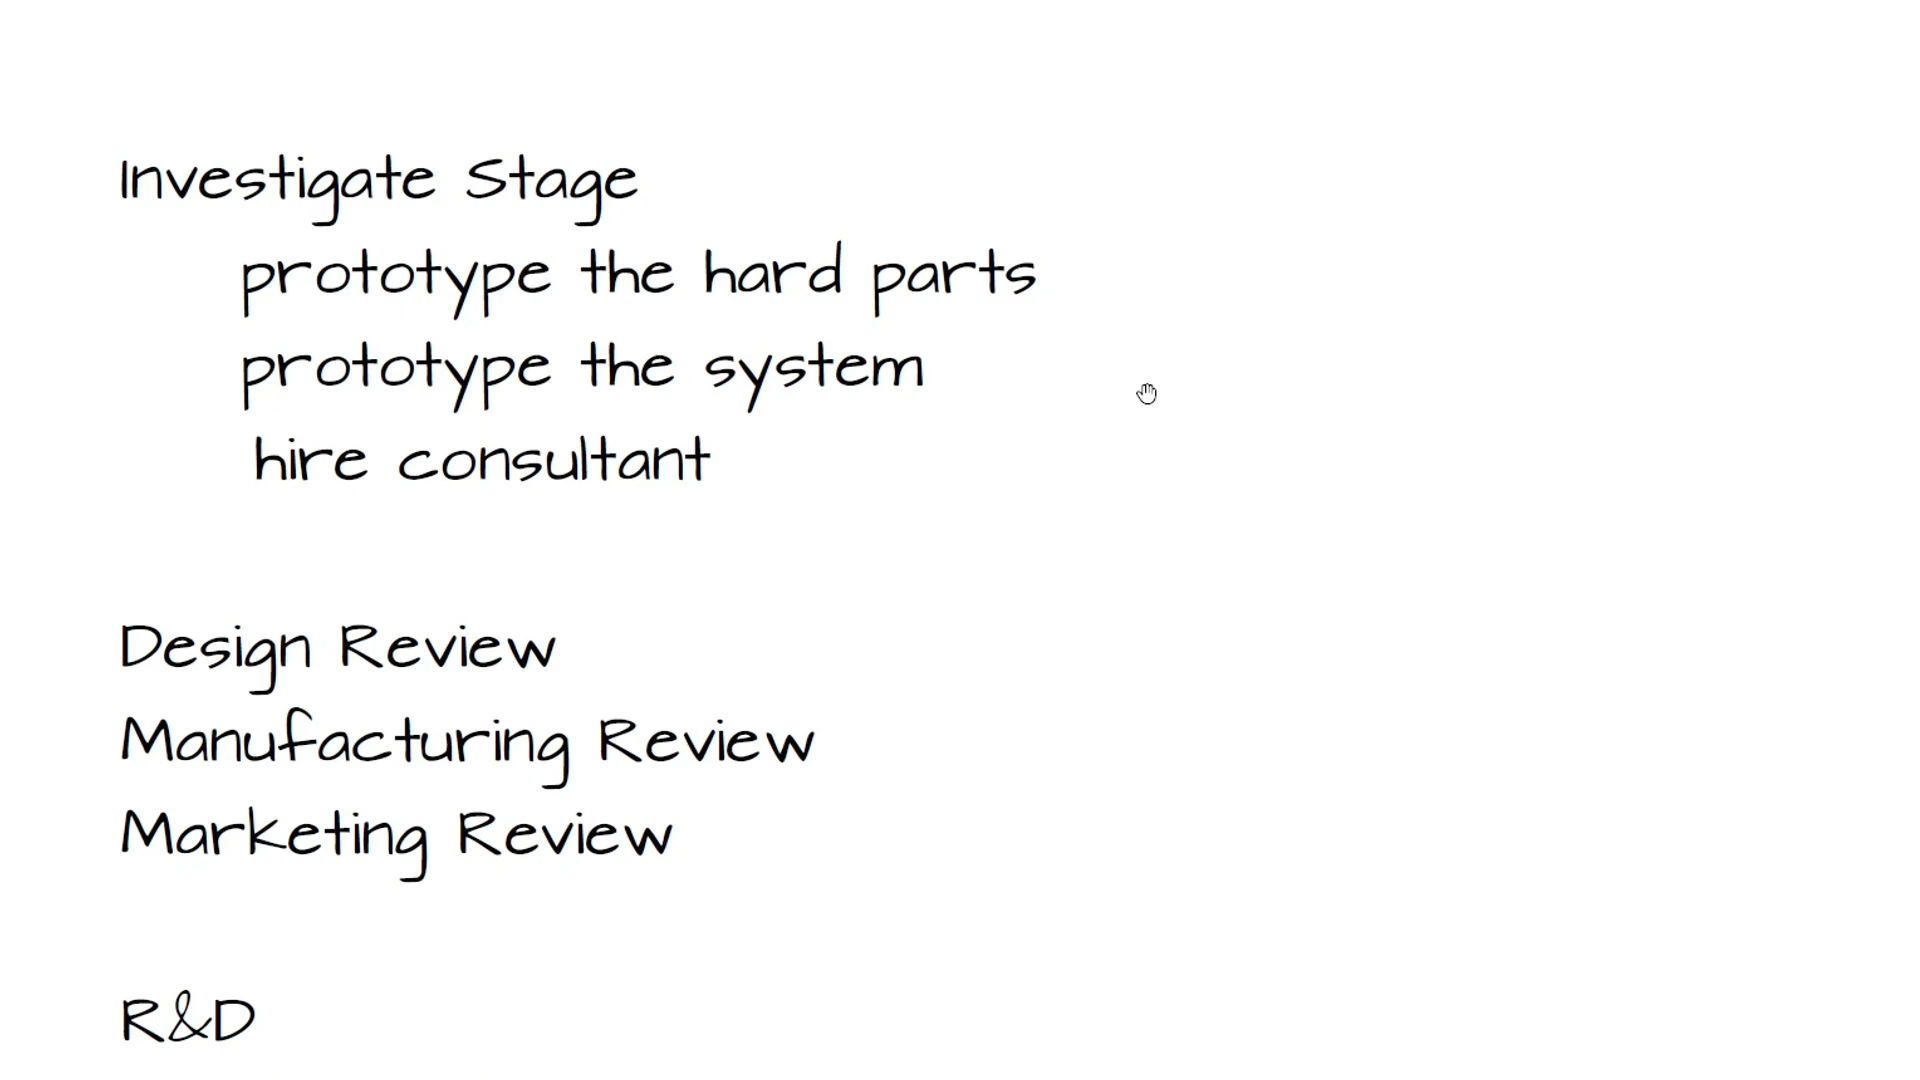 Investigate Stage
prototype the hard parts
prototype the system
hire consultant
Design Review
Manufacturing Review
Marketing Review
R&D